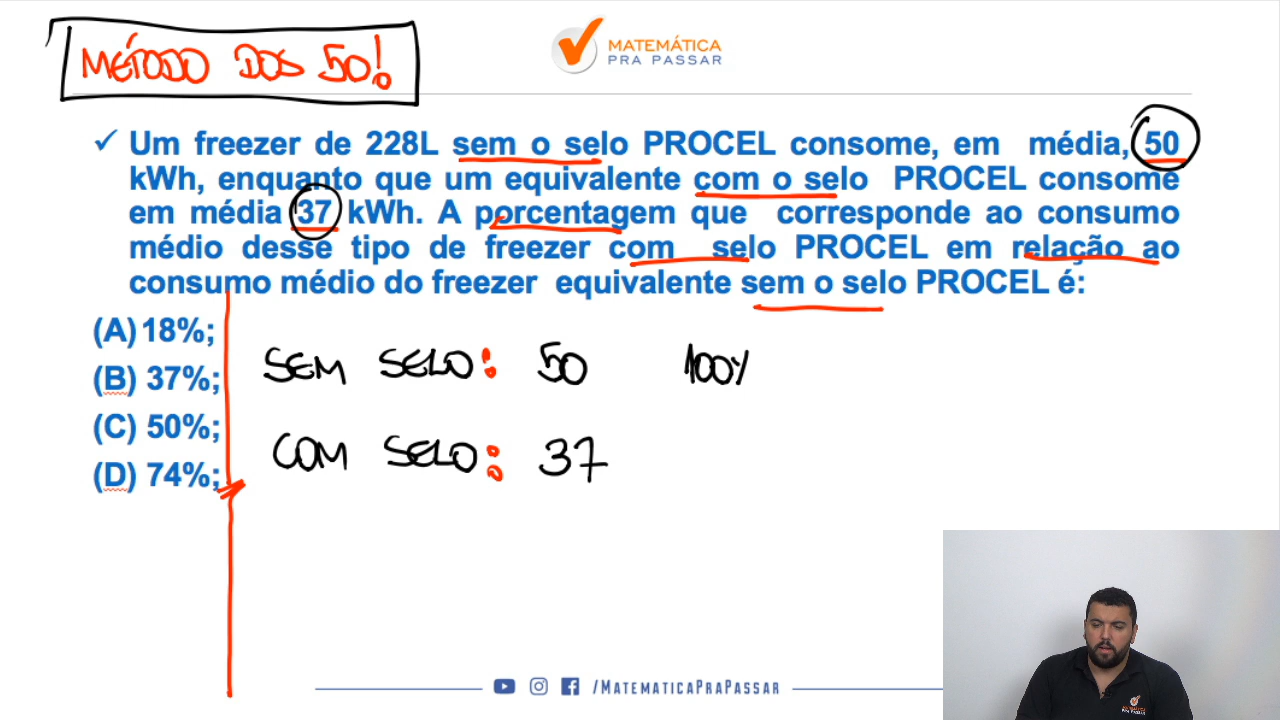 MÉTODO DOS 50!
MATEMÁTICA
PRA PASSAR
✓ Um freezer de 228L sem o selo PROCEL consome, em média, 50
kWh, enquanto que um equivalente com o selo PROCEL consome
em média 37 kWh. A porcentagem que corresponde ao consumo
médio desse tipo de freezer com selo PROCEL em relação ao
consumo médio do freezer equivalente sem o selo PROCEL é:
(A) 18%;
(B) 37%;
(C) 50%;
(D) 74%;
SEM SELO: 50 100%
COM SELO: 37
/MATEMATICAPRAPASSAR
MATEMÁTICA
PRA PASSAR